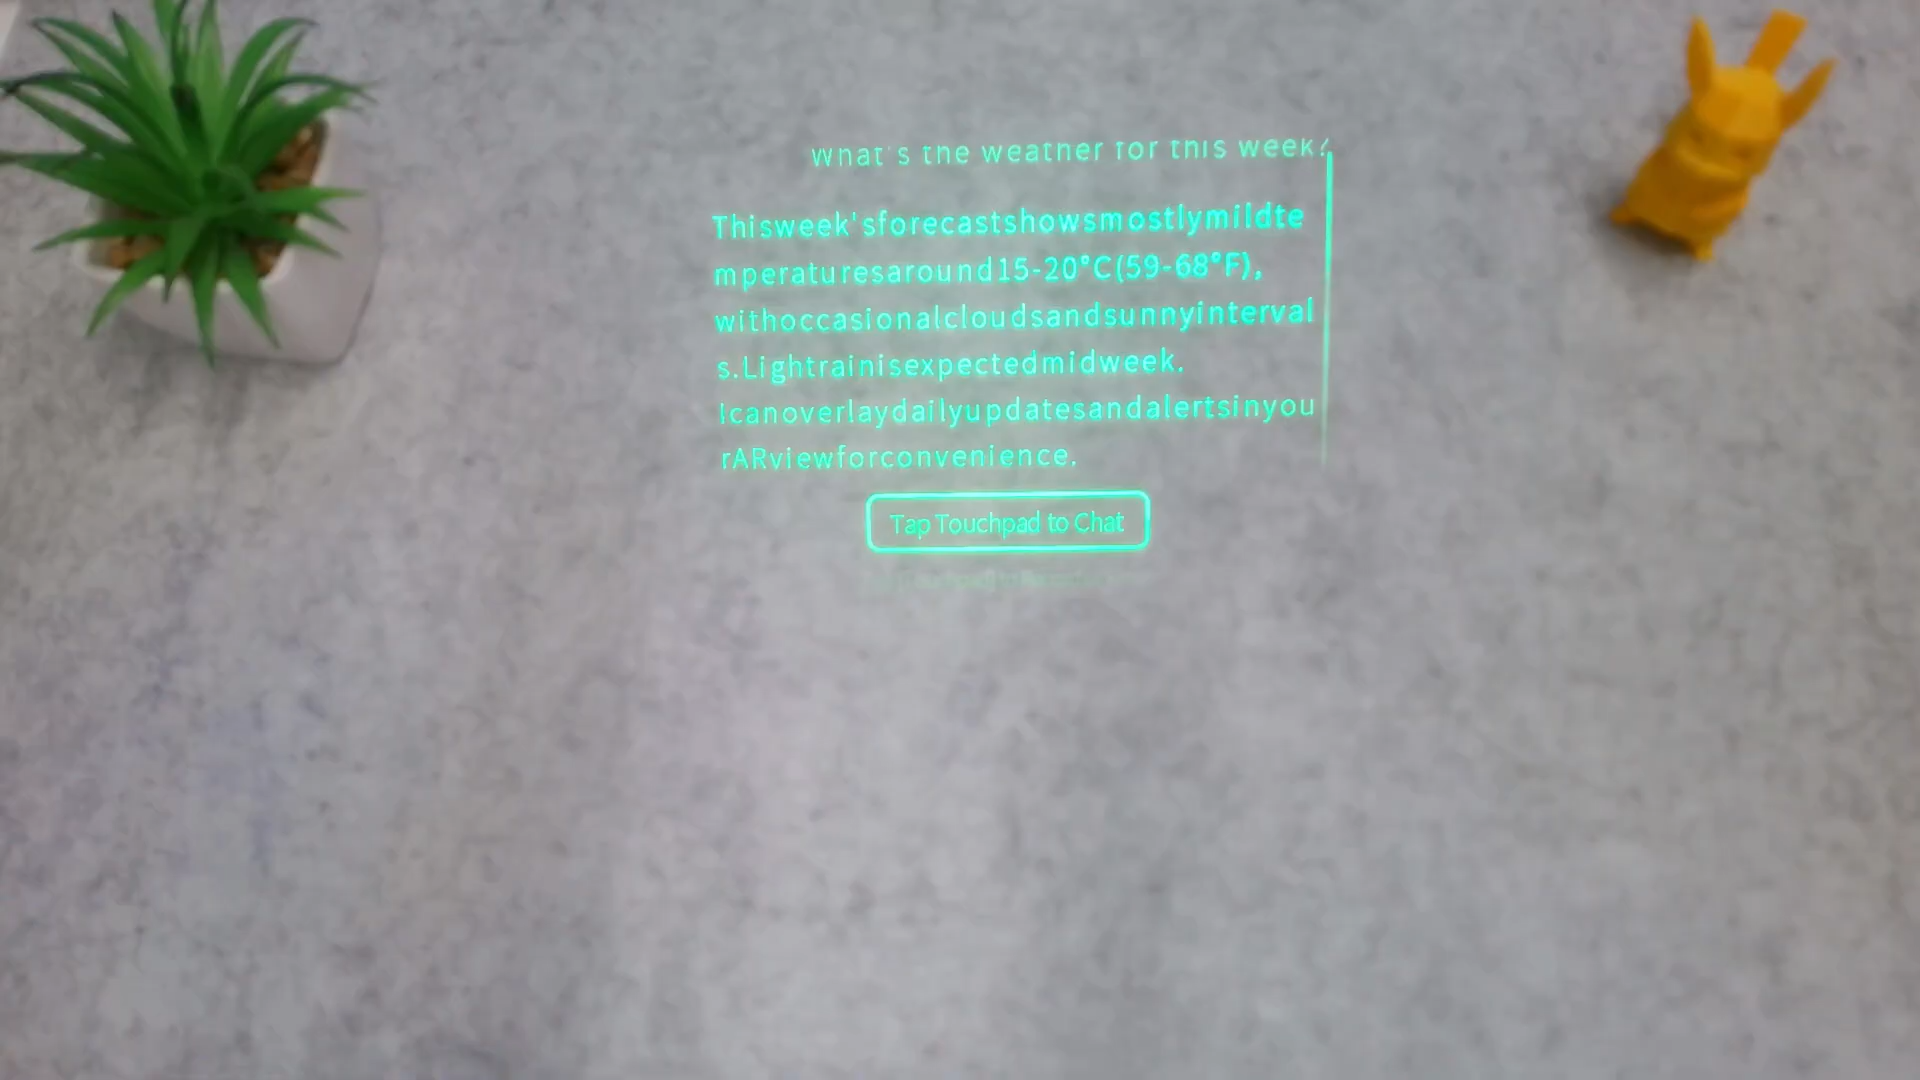 What's the weather for this week?
Thisweek'sforecastshowsmostlymildte
mperaturesaround15-20°C(59-68°F),
withoccasionalcloudsandsunnyinterval
s.Lightrainisexpectedmidweek.
Icanoverlaydailyupdatesandalertsinyou
rARviewforconvenience.
Tap Touchpad to Chat